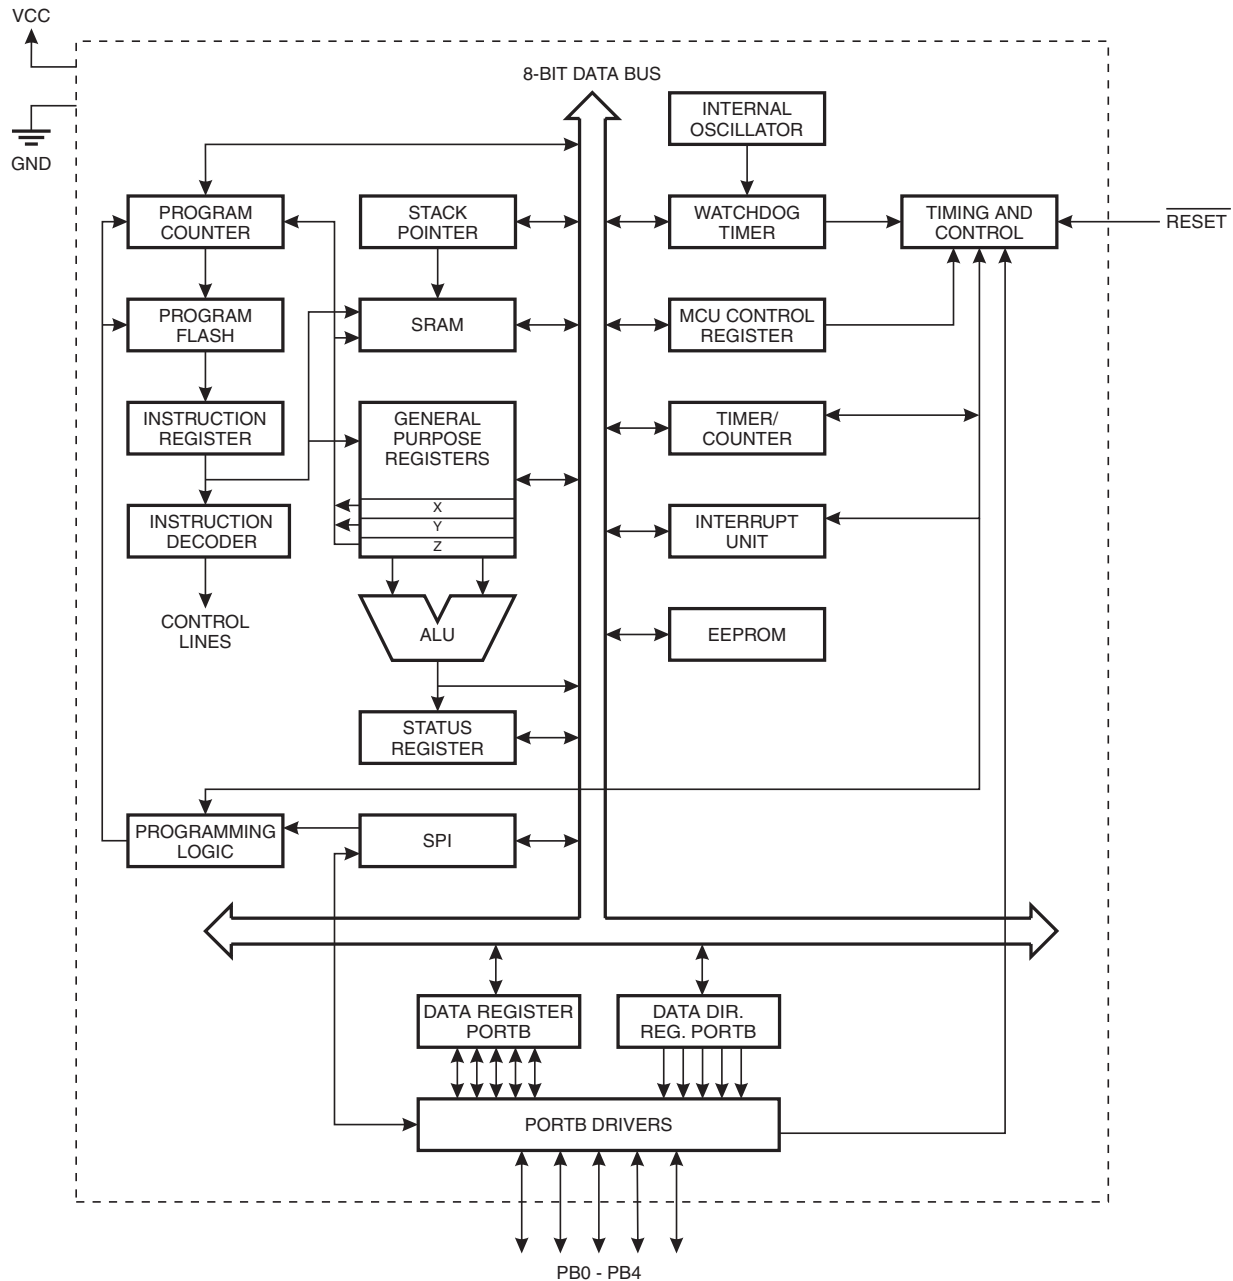 VCC
GND
8-BIT DATA BUS
INTERNAL
OSCILLATOR
PROGRAM
COUNTER
STACK
POINTER
WATCHDOG
TIMER
TIMING AND
CONTROL
RESET
PROGRAM
FLASH
SRAM
MCU CONTROL
REGISTER
INSTRUCTION
REGISTER
GENERAL
PURPOSE
REGISTERS
X
Y
Z
TIMER/
COUNTER
INSTRUCTION
DECODER
INTERRUPT
UNIT
CONTROL
LINES
ALU
EEPROM
STATUS
REGISTER
PROGRAMMING
LOGIC
SPI
DATA REGISTER
PORTB
DATA DIR.
REG. PORTB
PORTB DRIVERS
PB0 - PB4